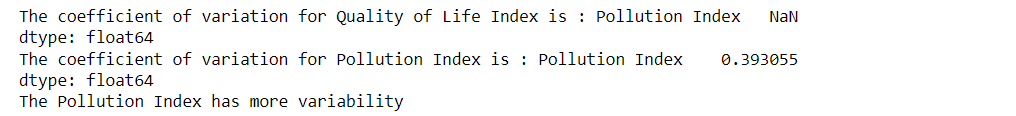 The coefficient of variation for Quality of Life Index is : Pollution Index   NaN
dtype: float64
The coefficient of variation for Pollution Index is : Pollution Index    0.393055
dtype: float64
The Pollution Index has more variability